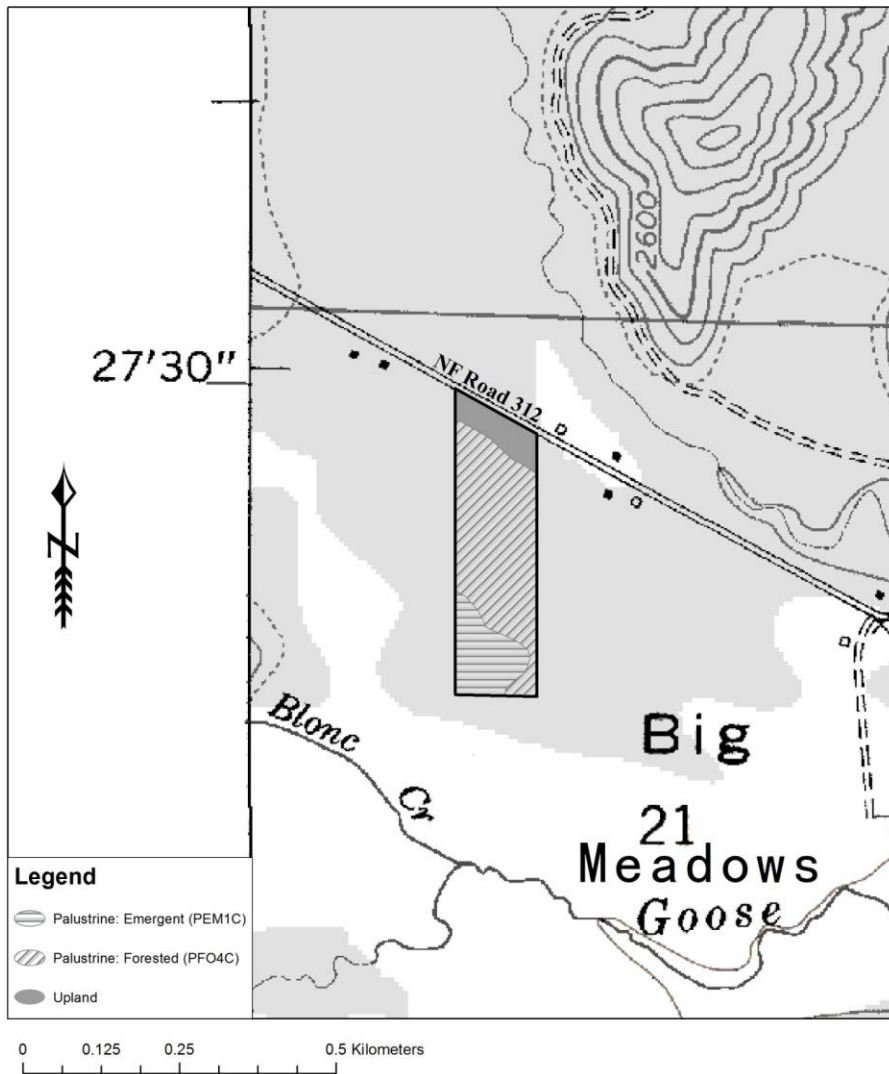 2600
27'30"
NF Road 312
N
Blonc
Cr
Big
21
Meadows
Goose
Legend
Palustrine: Emergent (PEM1C)
Palustrine: Forested (PFO4C)
Upland
0 0.125 0.25 0.5 Kilometers